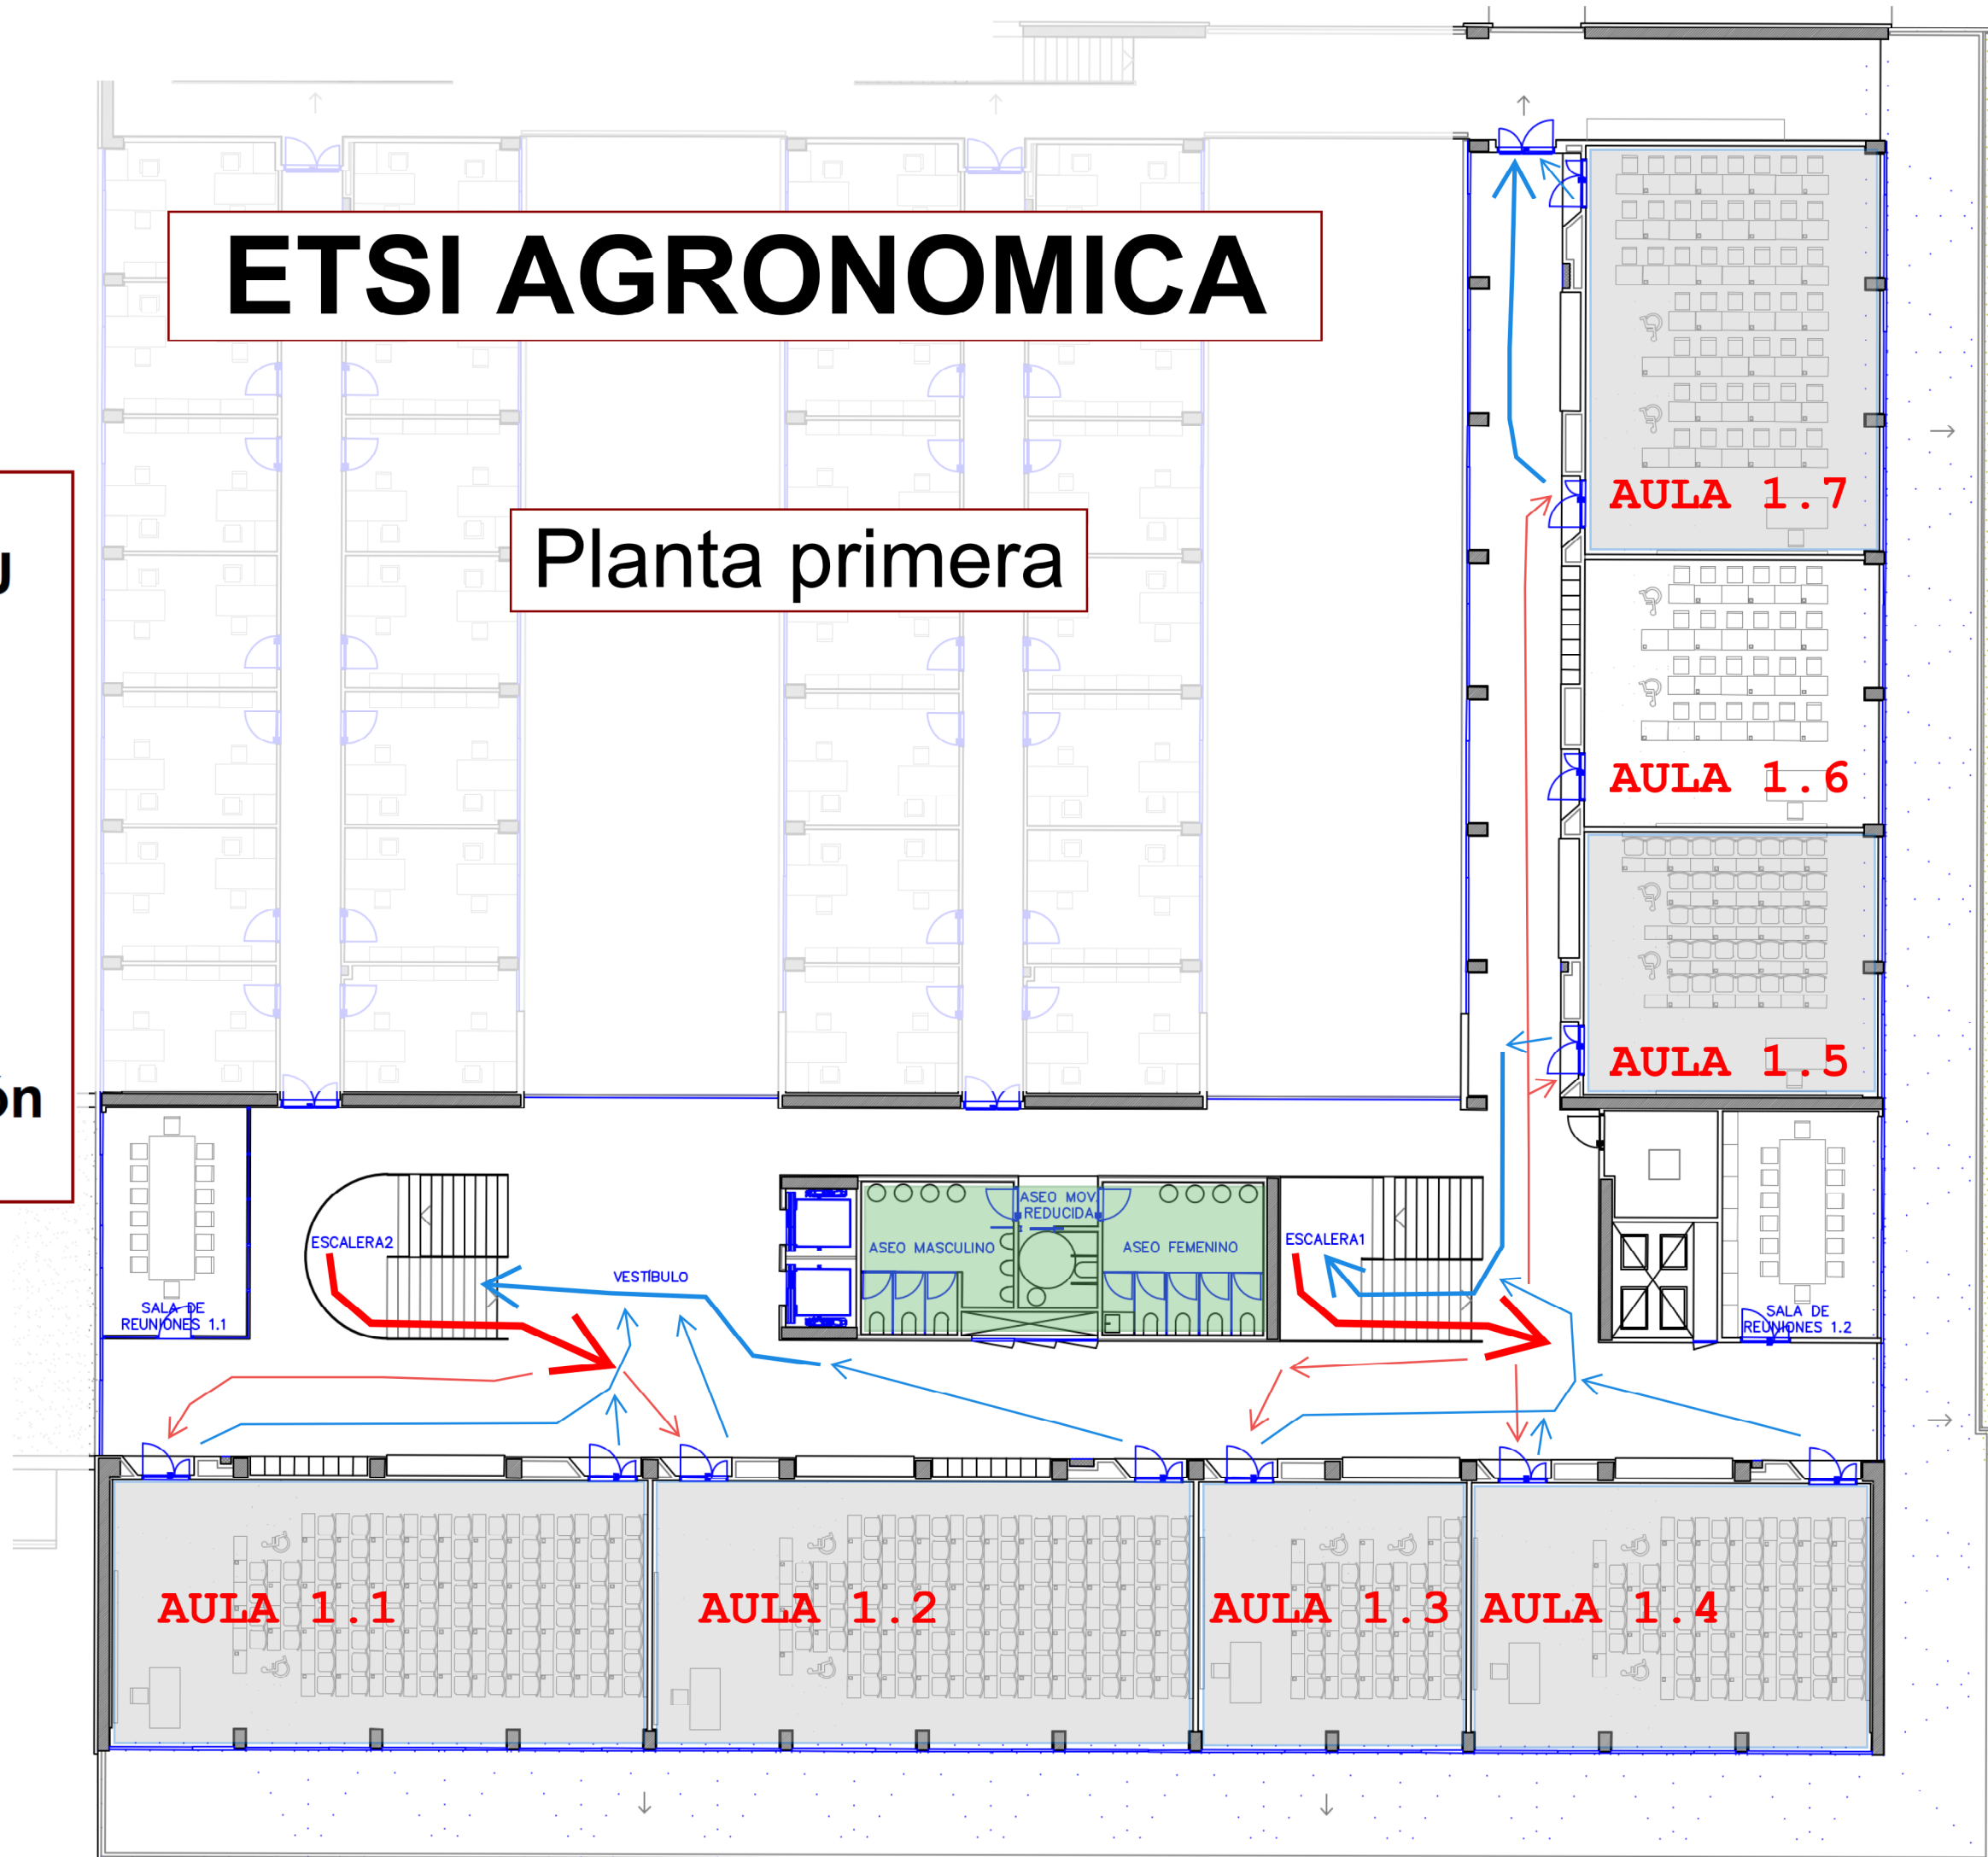 ETSI AGRONOMICA
Planta primera
ón
AULA 1.7
AULA 1.6
AULA 1.5
ASEO MOV.
REDUCIDA
ESCALERA2
ASEO MASCULINO
ASEO FEMENINO
ESCALERA1
VESTÍBULO
SALA DE
REUNIONES 1.1
SALA DE
REUNIONES 1.2
AULA 1.1
AULA 1.2
AULA 1.3
AULA 1.4